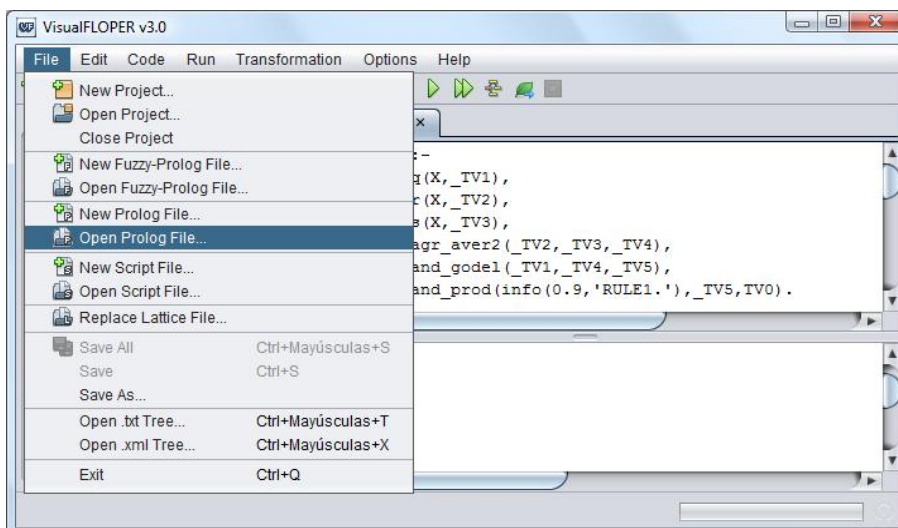 VisualFLOPER v3.0
File Edit Code Run Transformation Options Help
New Project...
Open Project...
Close Project
New Fuzzy-Prolog File...
Open Fuzzy-Prolog File...
New Prolog File...
Open Prolog File...
New Script File...
Open Script File...
Replace Lattice File...
Save All Ctrl+Mayúsculas+S
Save Ctrl+S
Save As...
Open .txt Tree... Ctrl+Mayúsculas+T
Open .xml Tree... Ctrl+Mayúsculas+X
Exit Ctrl+Q
:-
q(X,_TV1),
r(X,_TV2),
s(X,_TV3),
agr_aver2(_TV2,_TV3,_TV4),
and_godel(_TV1,_TV4,_TV5),
and_prod(info(0.9,'RULE1.'),_TV5,TV0).